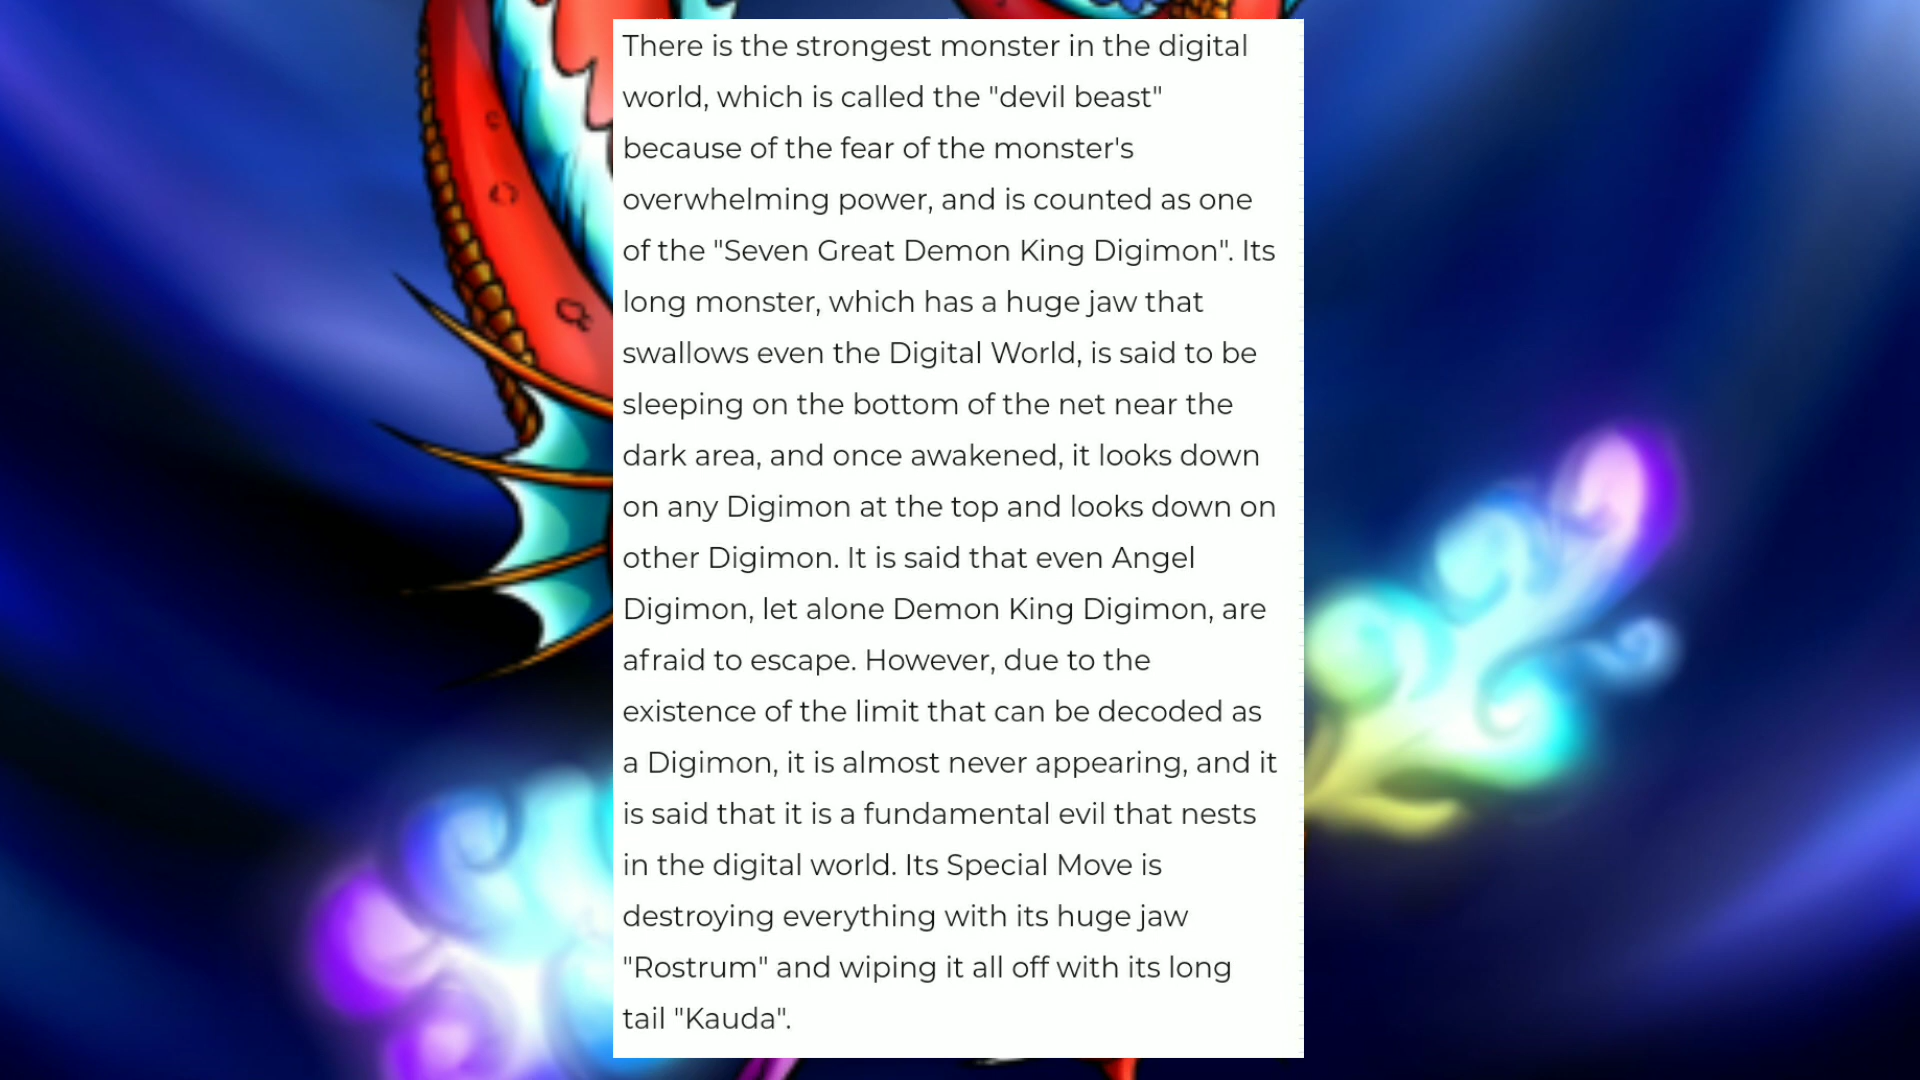 There is the strongest monster in the digital
world, which is called the "devil beast"
because of the fear of the monster's
overwhelming power, and is counted as one
of the "Seven Great Demon King Digimon". Its
long monster, which has a huge jaw that
swallows even the Digital World, is said to be
sleeping on the bottom of the net near the
dark area, and once awakened, it looks down
on any Digimon at the top and looks down on
other Digimon. It is said that even Angel
Digimon, let alone Demon King Digimon, are
afraid to escape. However, due to the
existence of the limit that can be decoded as
a Digimon, it is almost never appearing, and it
is said that it is a fundamental evil that nests
in the digital world. Its Special Move is
destroying everything with its huge jaw
"Rostrum" and wiping it all off with its long
tail "Kauda".